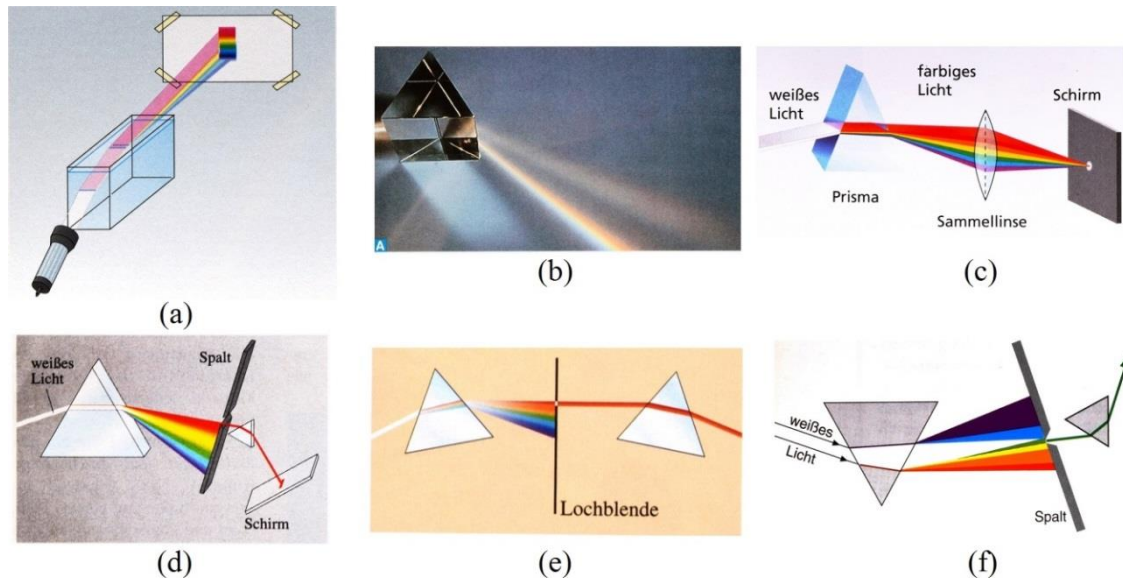 (a)
A
(b)
weißes
Licht
farbiges
Licht
Schirm
Prisma
Sammellinse
(c)
weißes
Licht
Spalt
Schirm
(d)
Lochblende
(e)
weißes
Licht
Spalt
(f)